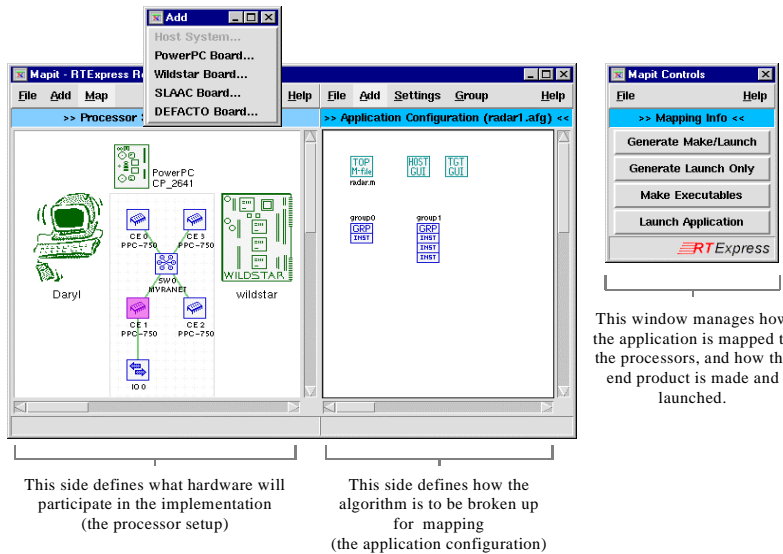 Add
Host System...
PowerPC Board...
Wildstar Board...
SLAAC Board...
DEFACTO Board...
Mapit - RTExpress Re
File Add Map Help
>> Processor S
File Add Settings Group Help
>> Application Configuration (radar1.afg) <<
PowerPC
CP_2641
Daryl
CE 0
PPC-750
CE 3
PPC-750
SW0
MYRANET
WILDSTAR
wildstar
CE 1
PPC-750
CE 2
PPC-750
IO 0
TOP
M-file
radar.m
HOST
GUI
TGT
GUI
group0
GRP
INST
group1
GRP
INST
INST
INST
Mapit Controls
File Help
>> Mapping Info <<
Generate Make/Launch
Generate Launch Only
Make Executables
Launch Application
RTExpress
This window manages how
the application is mapped t
the processors, and how th
end product is made and
launched.
This side defines what hardware will
participate in the implementation
(the processor setup)
This side defines how the
algorithm is to be broken up
for mapping
(the application configuration)